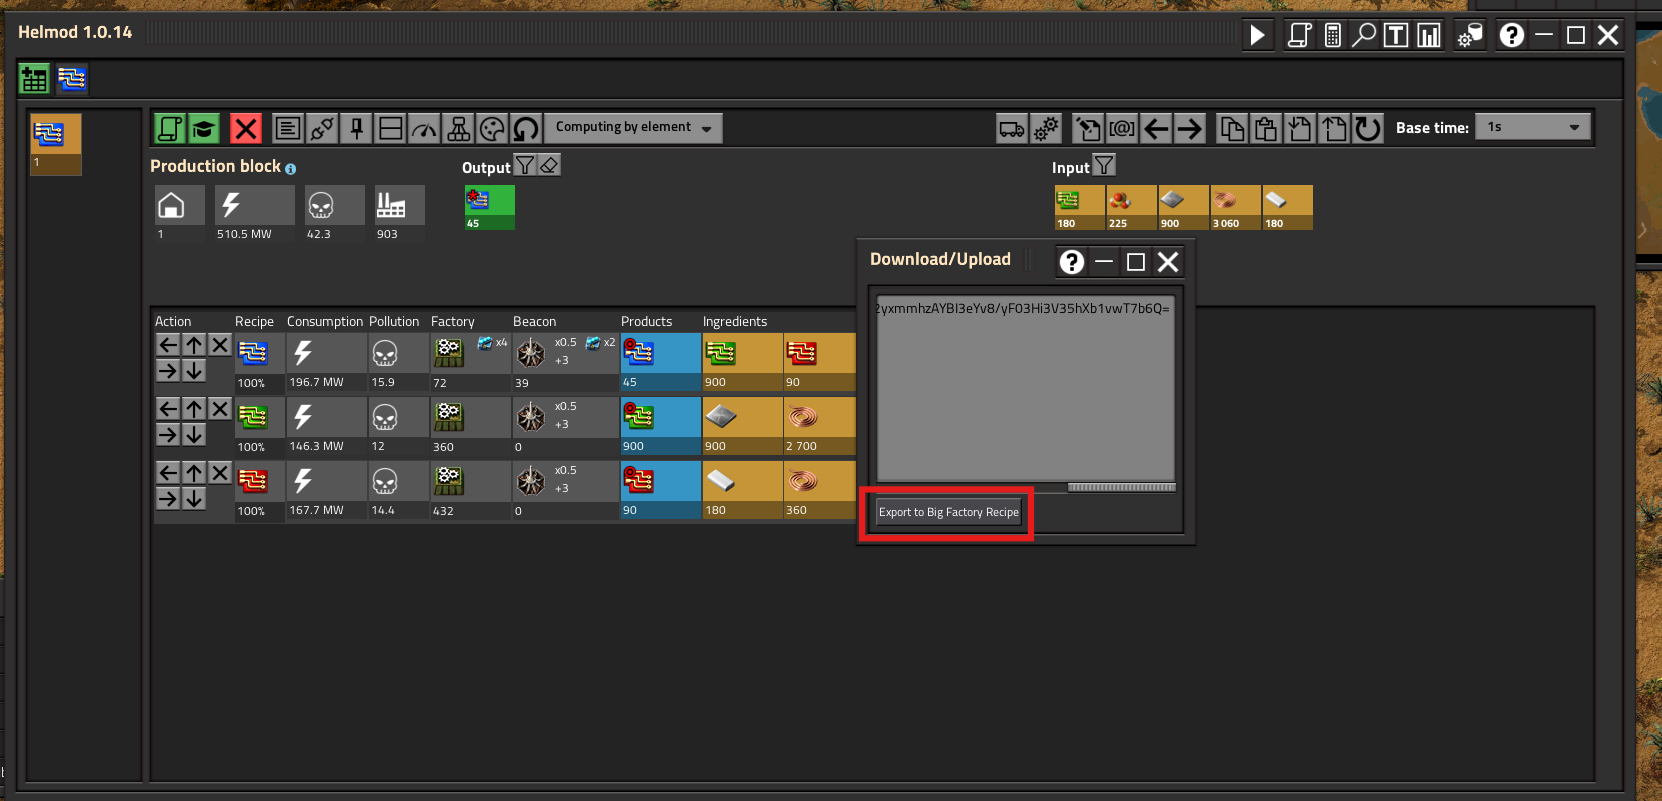 Helmod 1.0.14
1
Computing by element
Base time: 1s
Production block
Output
Input
1
510.5 MW
42.3
903
45
180
225
900
3 060
180
Download/Upload
2yxmmhzAYBI3eYv8/yF03Hi3V35hXb1vwT7b6Q=
Export to Big Factory Recipe
Action Recipe Consumption Pollution Factory Beacon Products Ingredients
x4 x0.5 x2
+3
100% 196.7 MW 15.9 72 39 45 900 90
x0.5
+3
100% 146.3 MW 12 360 0 900 900 2 700
x0.5
+3
100% 167.7 MW 14.4 432 0 90 180 360